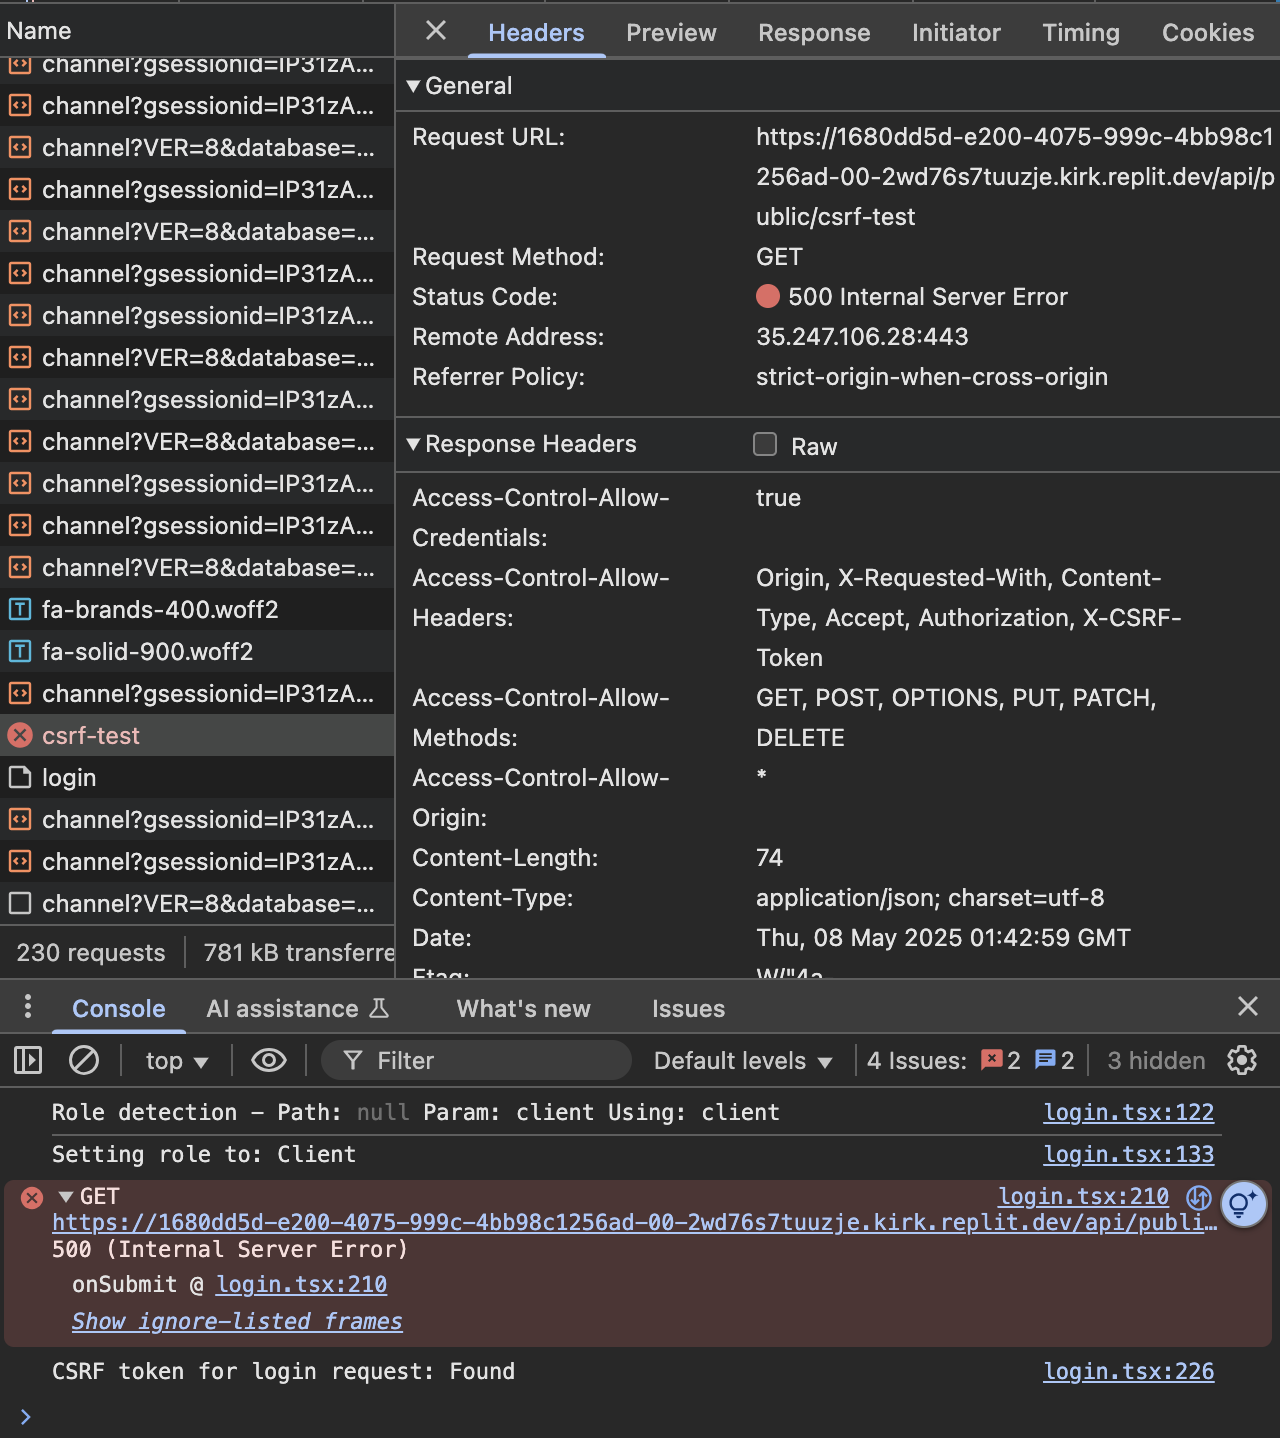 Name
channel?gsessionid=IP31zA...
channel?gsessionid=IP31zA...
channel?VER=8&database=...
channel?gsessionid=IP31zA...
channel?VER=8&database=...
channel?gsessionid=IP31zA...
channel?gsessionid=IP31zA...
channel?VER=8&database=...
channel?gsessionid=IP31zA...
channel?VER=8&database=...
channel?gsessionid=IP31zA...
channel?gsessionid=IP31zA...
channel?VER=8&database=...
fa-brands-400.woff2
fa-solid-900.woff2
channel?gsessionid=IP31zA...
csrf-test
login
channel?gsessionid=IP31zA...
channel?gsessionid=IP31zA...
channel?VER=8&database=...
230 requests 781 kB transferre
Headers Preview Response Initiator Timing Cookies
General
Request URL: https://1680dd5d-e200-4075-999c-4bb98c1
256ad-00-2wd76s7tuuzje.kirk.replit.dev/api/p
ublic/csrf-test
Request Method: GET
Status Code: 500 Internal Server Error
Remote Address: 35.247.106.28:443
Referrer Policy: strict-origin-when-cross-origin
Response Headers Raw
Access-Control-Allow- true
Credentials:
Access-Control-Allow- Origin, X-Requested-With, Content-
Headers: Type, Accept, Authorization, X-CSRF-
Token
Access-Control-Allow- GET, POST, OPTIONS, PUT, PATCH,
Methods: DELETE
Access-Control-Allow- *
Origin:
Content-Length: 74
Content-Type: application/json; charset=utf-8
Date: Thu, 08 May 2025 01:42:59 GMT
Etag: W/"4a-
Console AI assistance What's new Issues
top Filter Default levels 4 Issues: 2 2 3 hidden
Role detection – Path: null Param: client Using: client login.tsx:122
Setting role to: Client login.tsx:133
GET login.tsx:210
https://1680dd5d-e200-4075-999c-4bb98c1256ad-00-2wd76s7tuuzje.kirk.replit.dev/api/publi…
500 (Internal Server Error)
onSubmit @ login.tsx:210
Show ignore-listed frames
CSRF token for login request: Found login.tsx:226